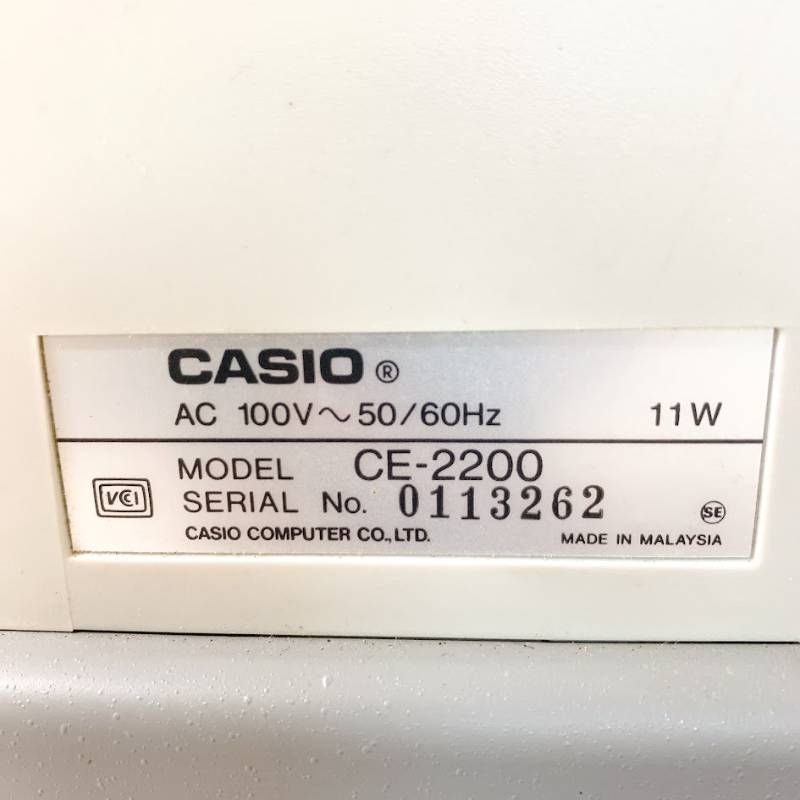 CASIO ®
AC 100V～50/60Hz 11W
MODEL CE-2200
VCCI SERIAL No. 0113262 SE
CASIO COMPUTER CO.,LTD. MADE IN MALAYSIA